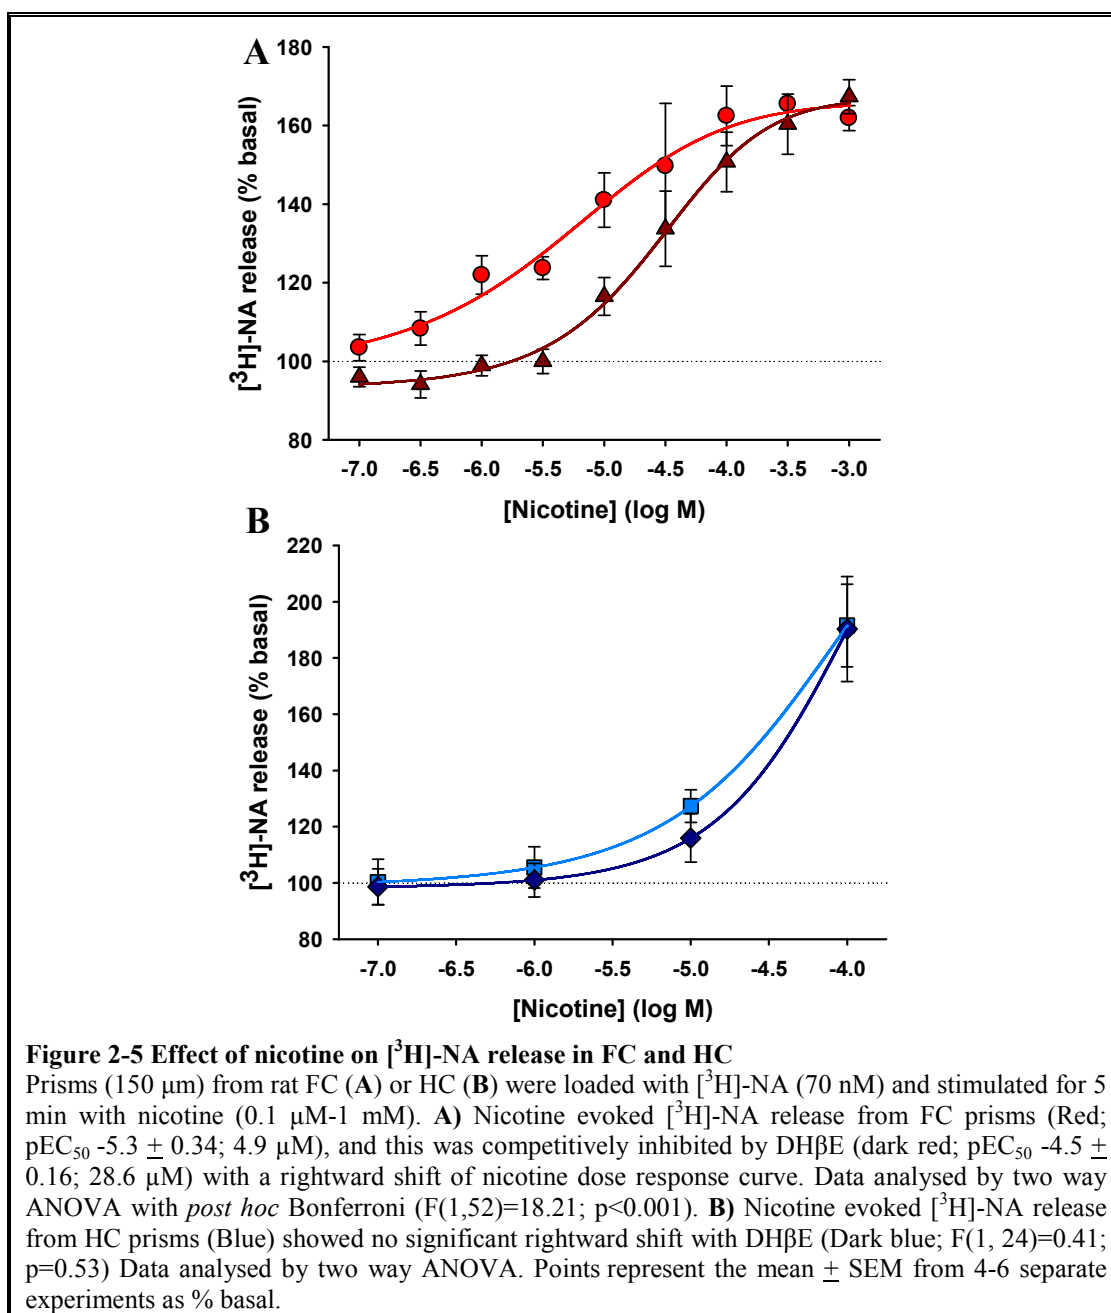 A
[³H]-NA release (% basal)
180
160
140
120
100
80
-7.0 -6.5 -6.0 -5.5 -5.0 -4.5 -4.0 -3.5 -3.0
[Nicotine] (log M)
B
[³H]-NA release (% basal)
220
200
180
160
140
120
100
80
-7.0 -6.5 -6.0 -5.5 -5.0 -4.5 -4.0
[Nicotine] (log M)
Figure 2-5 Effect of nicotine on [³H]-NA release in FC and HC
Prisms (150 μm) from rat FC (A) or HC (B) were loaded with [³H]-NA (70 nM) and stimulated for 5
min with nicotine (0.1 μM-1 mM). A) Nicotine evoked [³H]-NA release from FC prisms (Red;
pEC₅₀ -5.3 ± 0.34; 4.9 μM), and this was competitively inhibited by DHβE (dark red; pEC₅₀ -4.5 ±
0.16; 28.6 μM) with a rightward shift of nicotine dose response curve. Data analysed by two way
ANOVA with post hoc Bonferroni (F(1,52)=18.21; p<0.001). B) Nicotine evoked [³H]-NA release
from HC prisms (Blue) showed no significant rightward shift with DHβE (Dark blue; F(1, 24)=0.41;
p=0.53) Data analysed by two way ANOVA. Points represent the mean ± SEM from 4-6 separate
experiments as % basal.